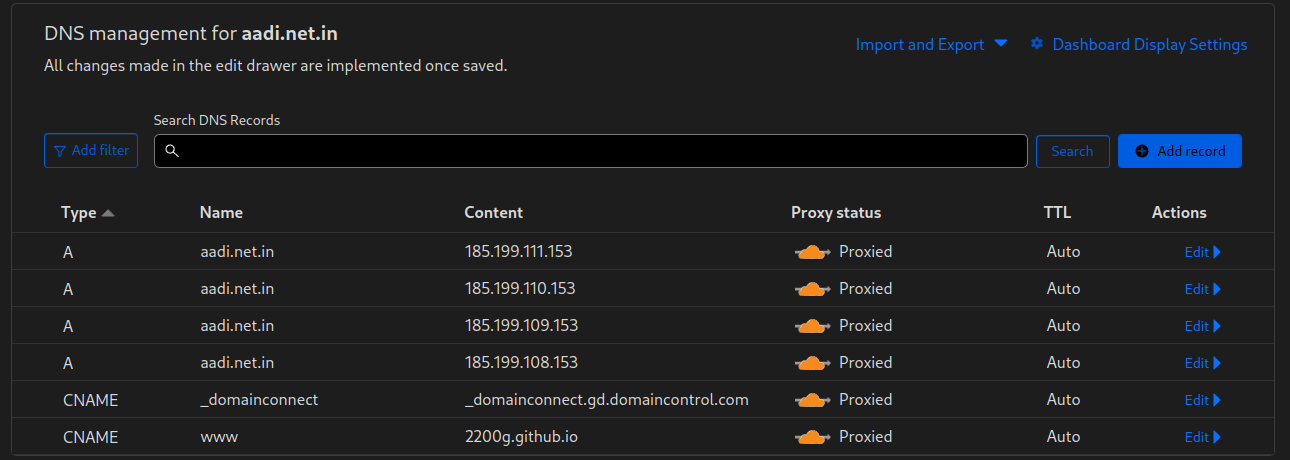 DNS management for aadi.net.in
Import and Export
Dashboard Display Settings
All changes made in the edit drawer are implemented once saved.
Search DNS Records
Add filter
Search
Add record
Type Name Content Proxy status TTL Actions
A aadi.net.in 185.199.111.153 Proxied Auto Edit
A aadi.net.in 185.199.110.153 Proxied Auto Edit
A aadi.net.in 185.199.109.153 Proxied Auto Edit
A aadi.net.in 185.199.108.153 Proxied Auto Edit
CNAME _domainconnect _domainconnect.gd.domaincontrol.com Proxied Auto Edit
CNAME www 2200g.github.io Proxied Auto Edit